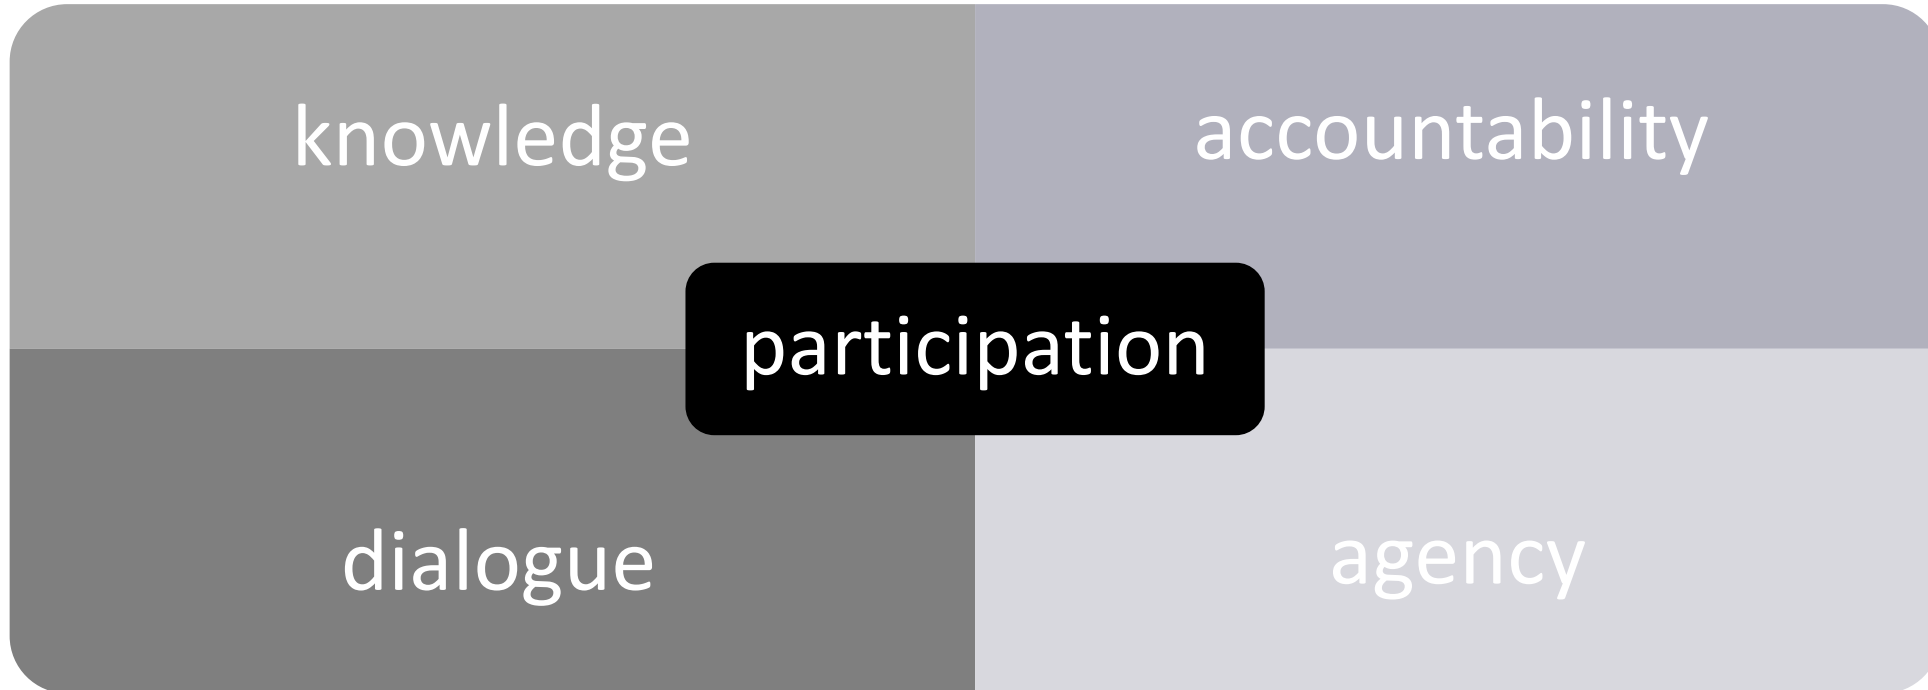 knowledge
accountability
participation
dialogue
agency